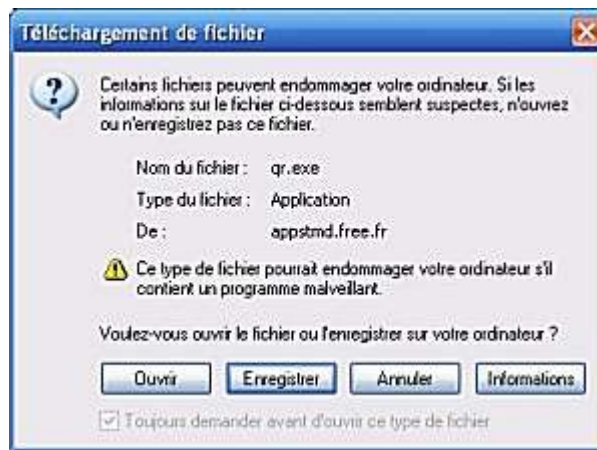 Téléchargement de fichier
Certains fichiers peuvent endommager votre ordinateur. Si les
informations sur le fichier ci-dessous semblent suspectes, n'ouvrez
ou n'enregistrez pas ce fichier.
Nom du fichier : qr.exe
Type du fichier : Application
De : appstmd.free.fr
Ce type de fichier pourrait endommager votre ordinateur s'il
contient un programme malveillant.
Voulez-vous ouvrir le fichier ou l'enregistrer sur votre ordinateur ?
Ouvrir Enregistrer Annuler Informations
Toujours demander avant d'ouvrir ce type de fichier